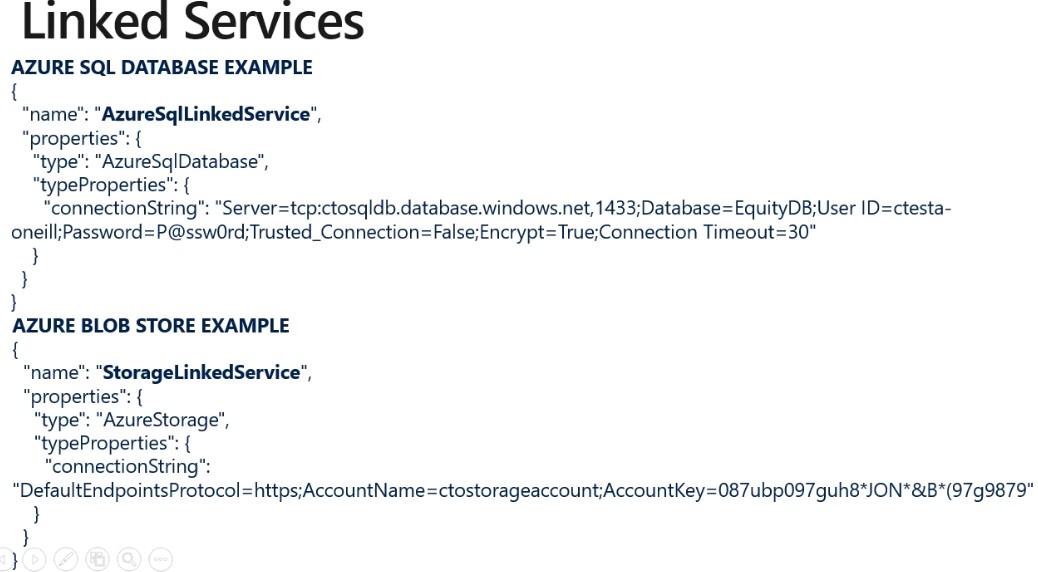 Linked Services
AZURE SQL DATABASE EXAMPLE
{
"name": "AzureSqlLinkedService",
"properties": {
"type": "AzureSqlDatabase",
"typeProperties": {
"connectionString": "Server=tcp:ctosqldb.database.windows.net,1433;Database=EquityDB;User ID=ctesta-
oneill;Password=P@ssw0rd;Trusted_Connection=False;Encrypt=True;Connection Timeout=30"
}
}
}
AZURE BLOB STORE EXAMPLE
{
"name": "StorageLinkedService",
"properties": {
"type": "AzureStorage",
"typeProperties": {
"connectionString":
"DefaultEndpointsProtocol=https;AccountName=ctostorageaccount;AccountKey=087ubp097guh8*JON*&B*(97g9879"
}
}
}